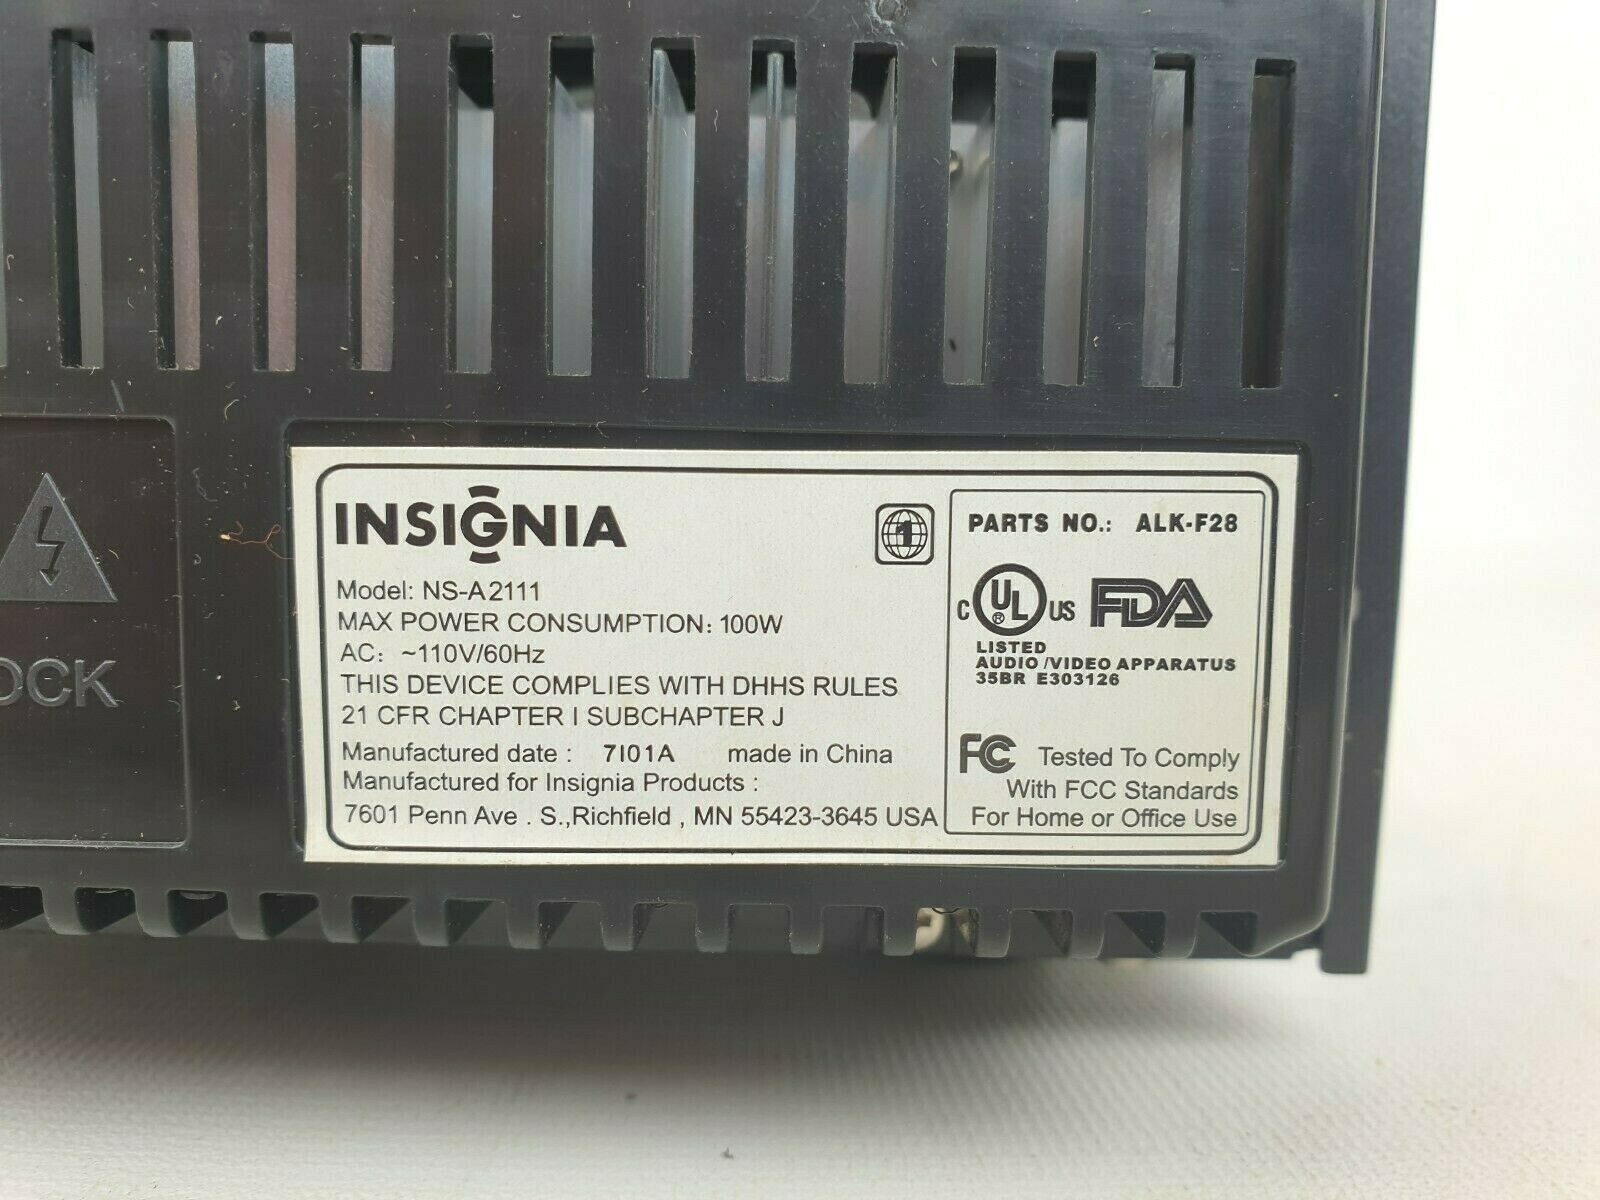 OCK
INSIGNIA
Model: NS-A2111
MAX POWER CONSUMPTION: 100W
AC: ~110V/60Hz
THIS DEVICE COMPLIES WITH DHHS RULES
21 CFR CHAPTER I SUBCHAPTER J
Manufactured date : 7I01A made in China
Manufactured for Insignia Products :
7601 Penn Ave . S.,Richfield , MN 55423-3645 USA
1
PARTS NO.: ALK-F28
C UL ® US FDA
LISTED
AUDIO /VIDEO APPARATUS
35BR E303126
FC Tested To Comply
With FCC Standards
For Home or Office Use